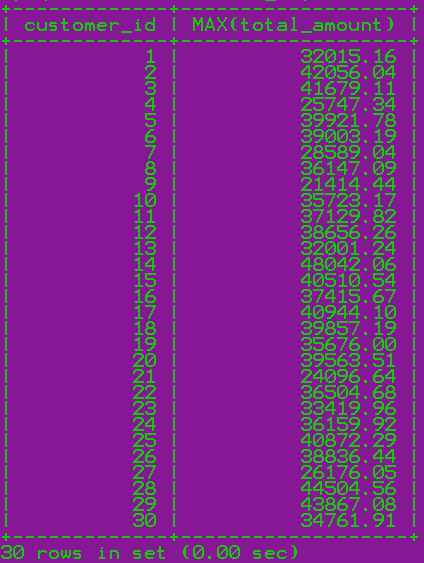 +-------------+-------------------+
| customer_id | MAX(total_amount) |
+-------------+-------------------+
|           1 |          32015.16 |
|           2 |          42056.04 |
|           3 |          41679.11 |
|           4 |          25747.34 |
|           5 |          39921.78 |
|           6 |          39003.19 |
|           7 |          28589.04 |
|           8 |          36147.09 |
|           9 |          21414.44 |
|          10 |          35723.17 |
|          11 |          37129.82 |
|          12 |          38656.26 |
|          13 |          32001.24 |
|          14 |          48042.06 |
|          15 |          40510.54 |
|          16 |          37415.67 |
|          17 |          40944.10 |
|          18 |          39857.19 |
|          19 |          35676.00 |
|          20 |          39563.51 |
|          21 |          24096.64 |
|          22 |          36504.68 |
|          23 |          33419.96 |
|          24 |          36159.92 |
|          25 |          40872.29 |
|          26 |          38836.44 |
|          27 |          26176.05 |
|          28 |          44504.56 |
|          29 |          43867.08 |
|          30 |          34761.91 |
+-------------+-------------------+
30 rows in set (0.00 sec)